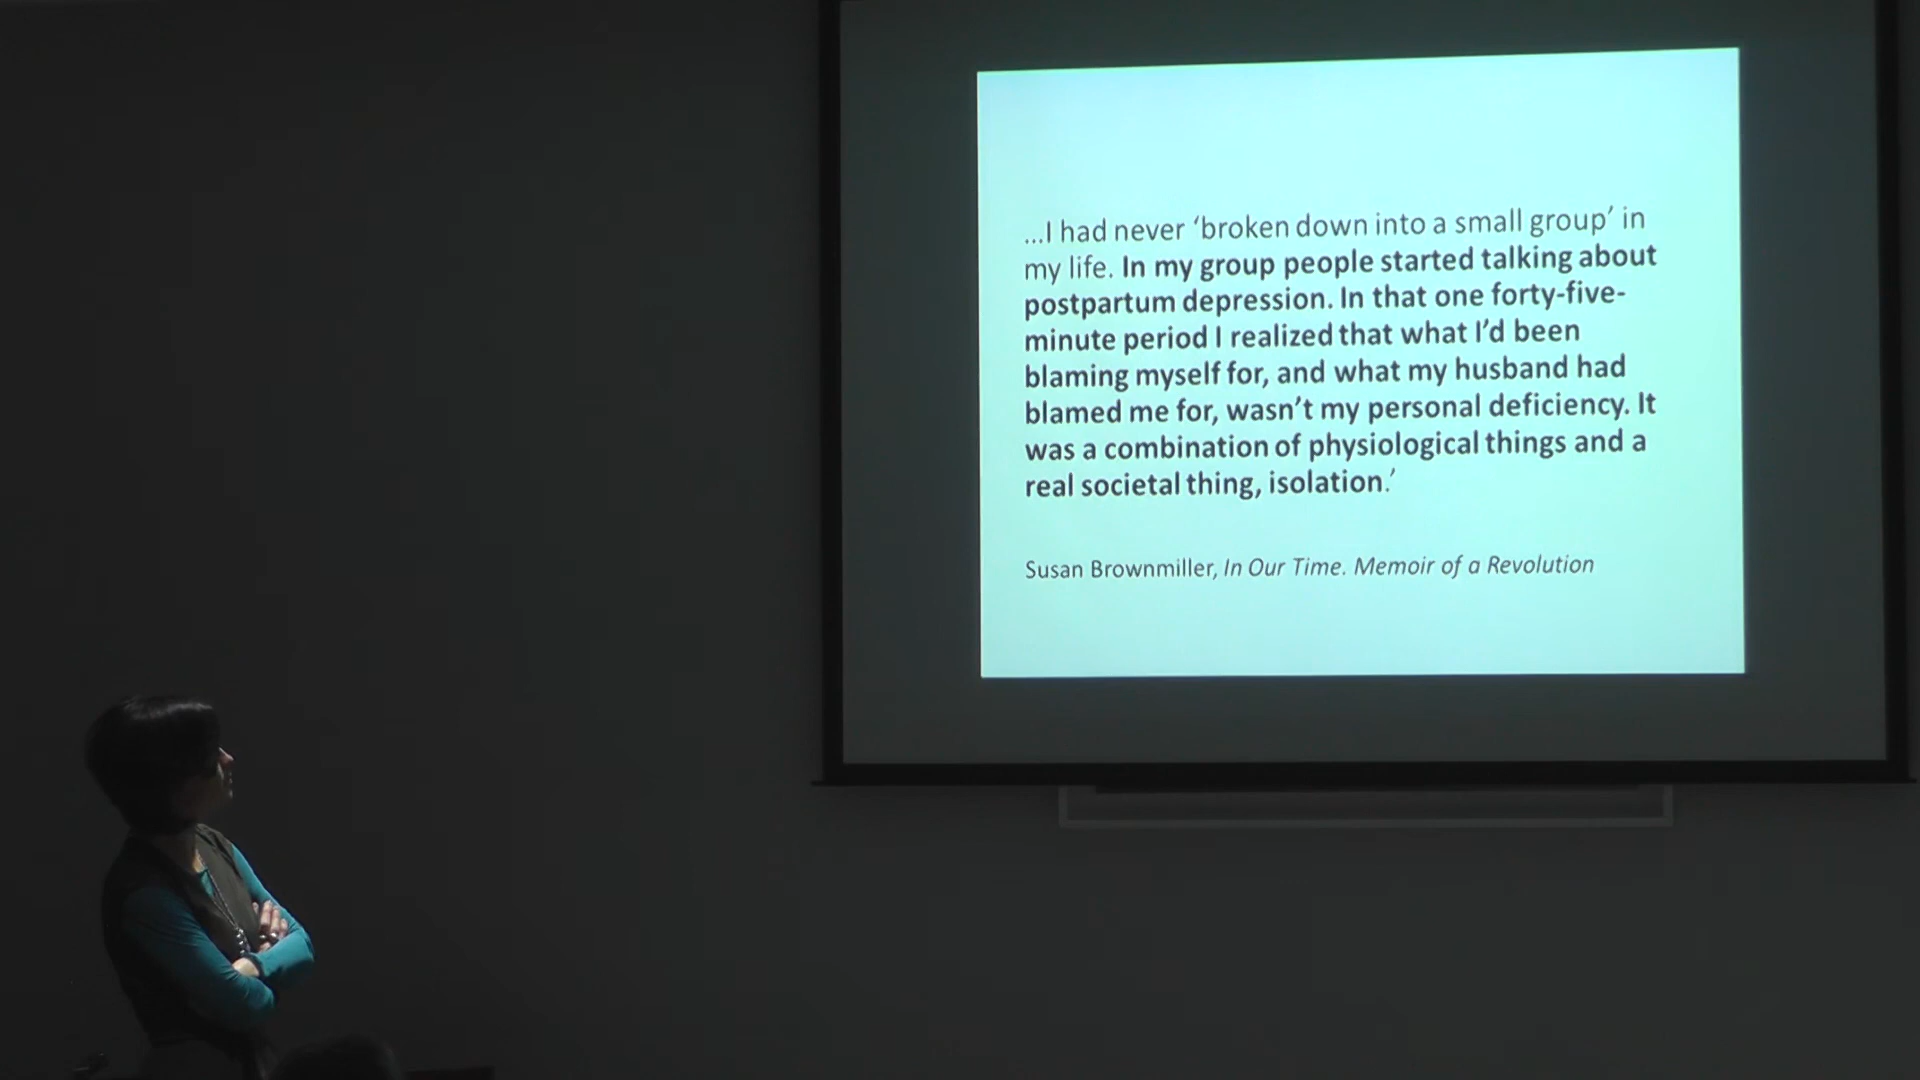 ...I had never ‘broken down into a small group’ in
my life. In my group people started talking about
postpartum depression. In that one forty-five-
minute period I realized that what I’d been
blaming myself for, and what my husband had
blamed me for, wasn’t my personal deficiency. It
was a combination of physiological things and a
real societal thing, isolation.’
Susan Brownmiller, In Our Time. Memoir of a Revolution